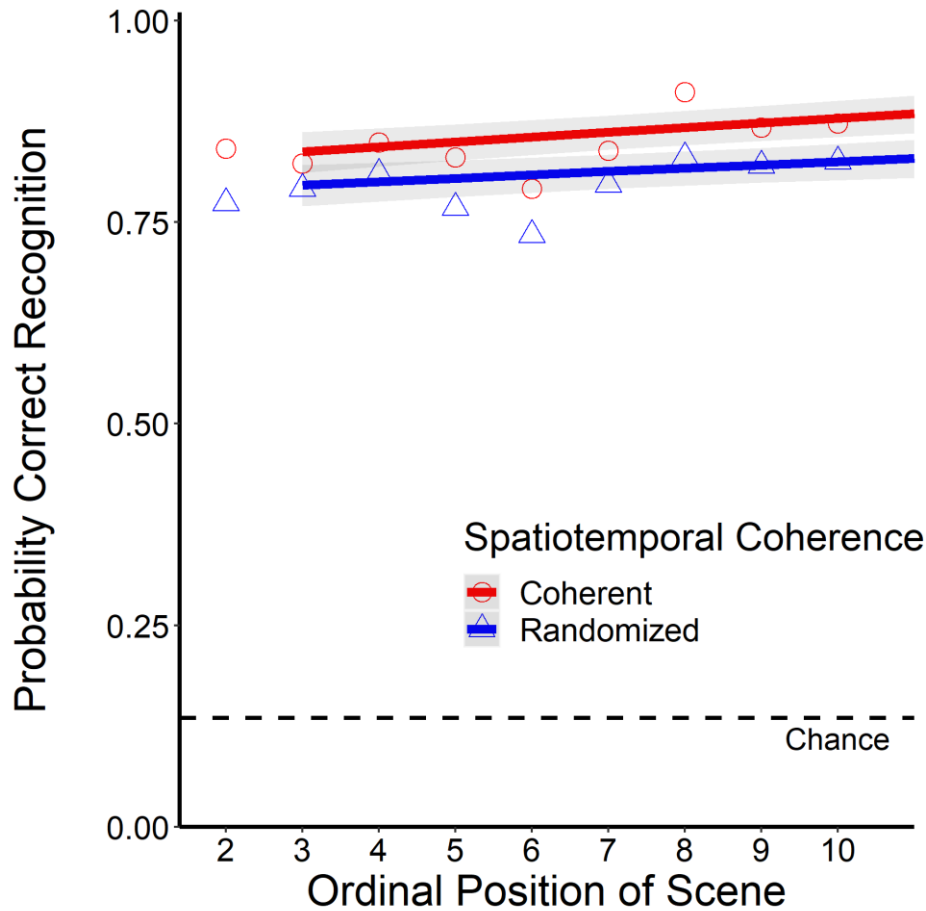 Probability Correct Recognition
1.00
0.75
0.50
0.25
0.00
Spatiotemporal Coherence
Coherent
Randomized
Chance
2 3 4 5 6 7 8 9 10
Ordinal Position of Scene